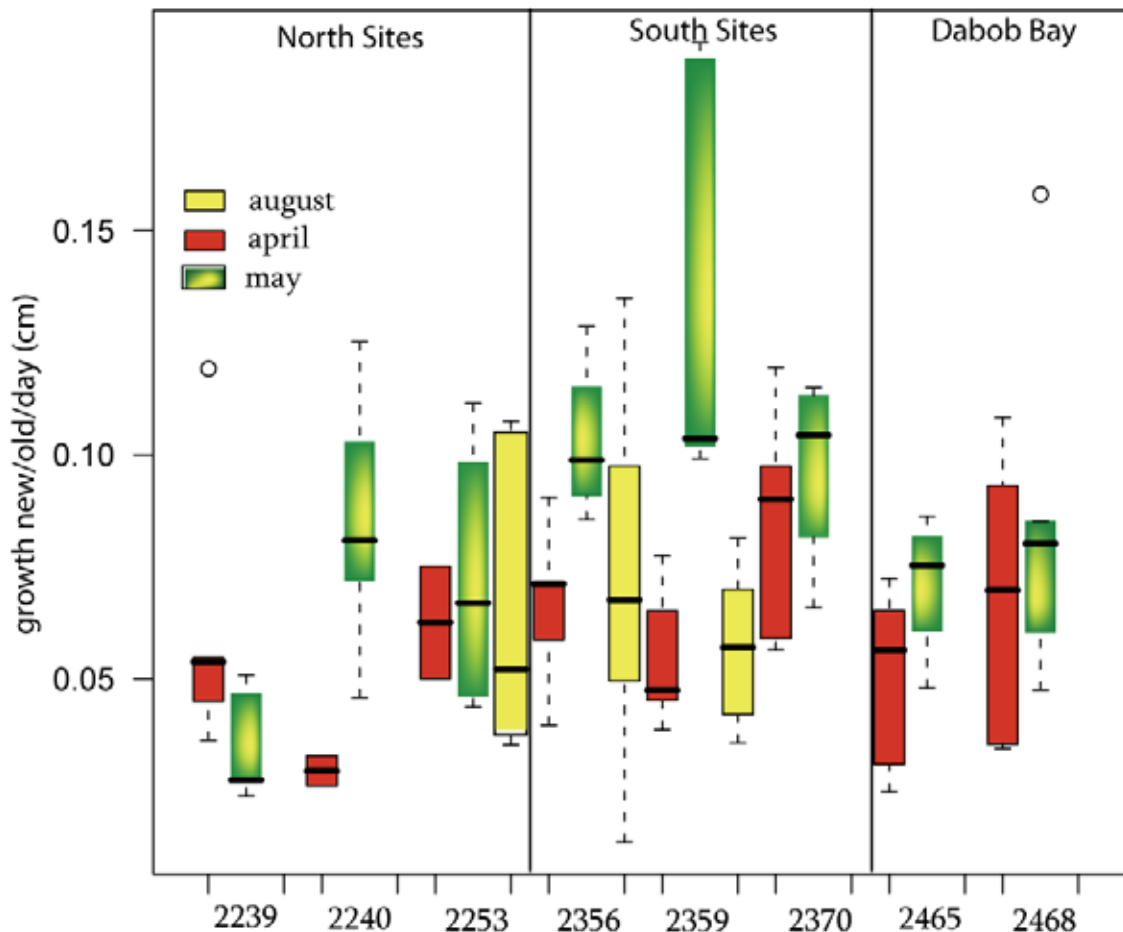 North Sites
South Sites
Dabob Bay
august
april
may
growth new/old/day (cm)
0.15
0.10
0.05
2239
2240
2253
2356
2359
2370
2465
2468